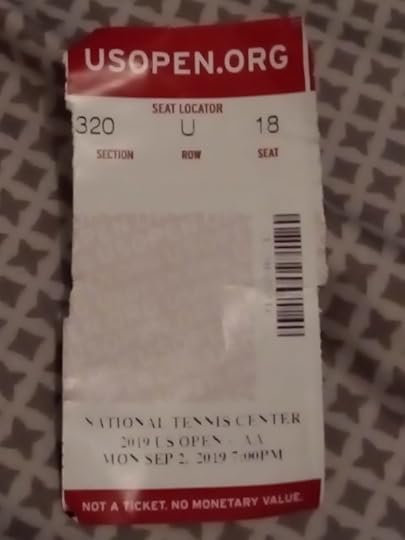 USOPEN.ORG
SEAT LOCATOR
320 U 18
SECTION ROW SEAT
NATIONAL TENNIS CENTER
2019 US OPEN - AA
MON SEP 2, 2019 7:00PM
NOT A TICKET. NO MONETARY VALUE.